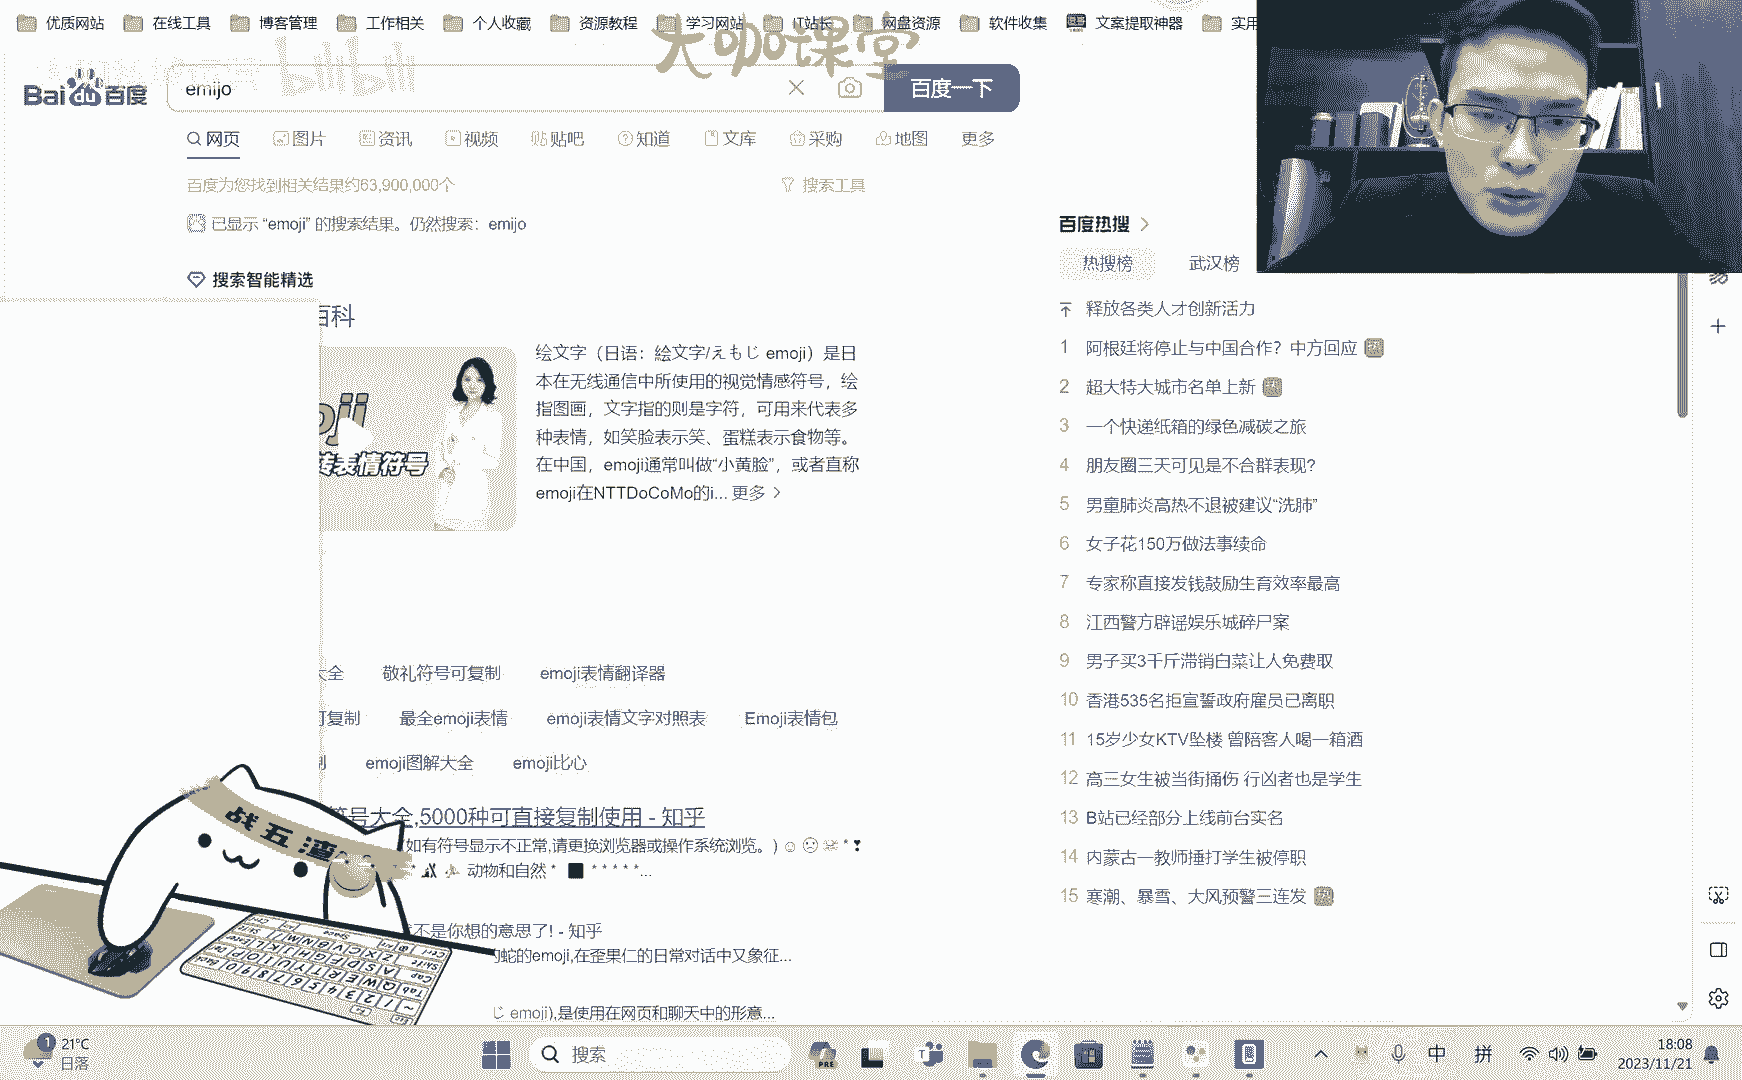 优质网站 在线工具 博客管理 工作相关 个人收藏 资源教程 学习网站 IT站长 网盘资源 软件收集 文案提取神器 实用
大咖课堂
bilibili
Bai du 百度 emijo 百度一下
网页 图片 资讯 视频 贴吧 知道 文库 采购 地图 更多
百度为您找到相关结果约63,900,000个 搜索工具
已显示 “emoji” 的搜索结果。仍然搜索：emijo
搜索智能精选
百科
绘文字（日语：絵文字/えもじ emoji）是日
本在无线通信中所使用的视觉情感符号，绘
指图画，文字指的则是字符，可用来代表多
种表情，如笑脸表示笑、蛋糕表示食物等。
在中国，emoji通常叫做“小黄脸”，或者直称
emoji在NTTDoCoMo的i... 更多
表情符号
大全 敬礼符号可复制 emoji表情翻译器
可复制 最全emoji表情 emoji表情文字对照表 Emoji表情包
emoji图解大全 emoji比心
符号大全,5000种可直接复制使用 - 知乎
(如有符号显示不正常,请更换浏览器或操作系统浏览。) ☺
动物和自然 * ■ * * * * *...
不是你想的意思了! - 知乎
的蛇的emoji,在歪果仁的日常对话中又象征...
じ emoji),是使用在网页和聊天中的形意...
百度热搜
热搜榜 武汉榜
释放各类人才创新活力
1 阿根廷将停止与中国合作？中方回应 热
2 超大特大城市名单上新 热
3 一个快递纸箱的绿色减碳之旅
4 朋友圈三天可见是不合群表现?
5 男童肺炎高热不退被建议“洗肺”
6 女子花150万做法事续命
7 专家称直接发钱鼓励生育效率最高
8 江西警方辟谣娱乐城碎尸案
9 男子买3千斤滞销白菜让人免费取
10 香港535名拒宣誓政府雇员已离职
11 15岁少女KTV坠楼 曾陪客人喝一箱酒
12 高三女生被当街捅伤 行凶者也是学生
13 B站已经部分上线前台实名
14 内蒙古一教师捶打学生被停职
15 寒潮、暴雪、大风预警三连发 热
战五渣
1 21°C
日落
搜索
PRE
中 拼
18:08
2023/11/21